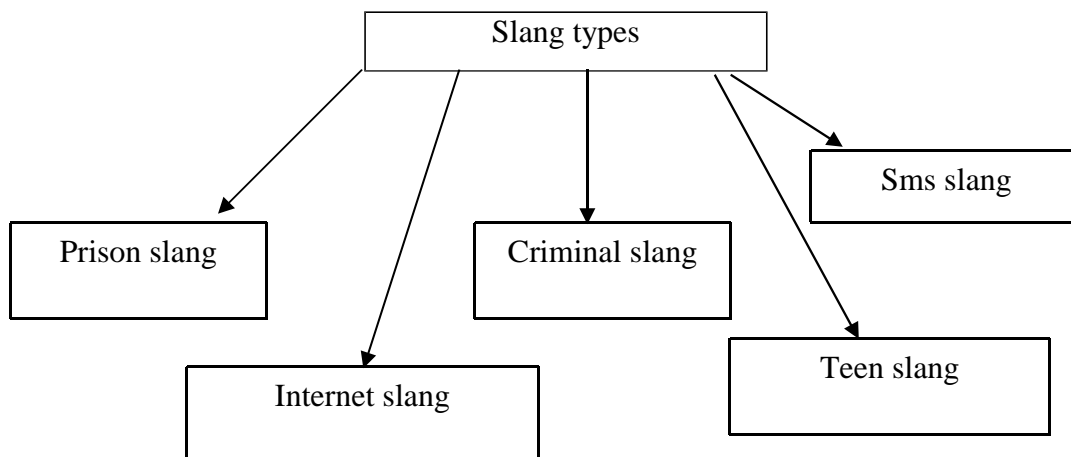 Slang types
Sms slang
Prison slang
Criminal slang
Teen slang
Internet slang